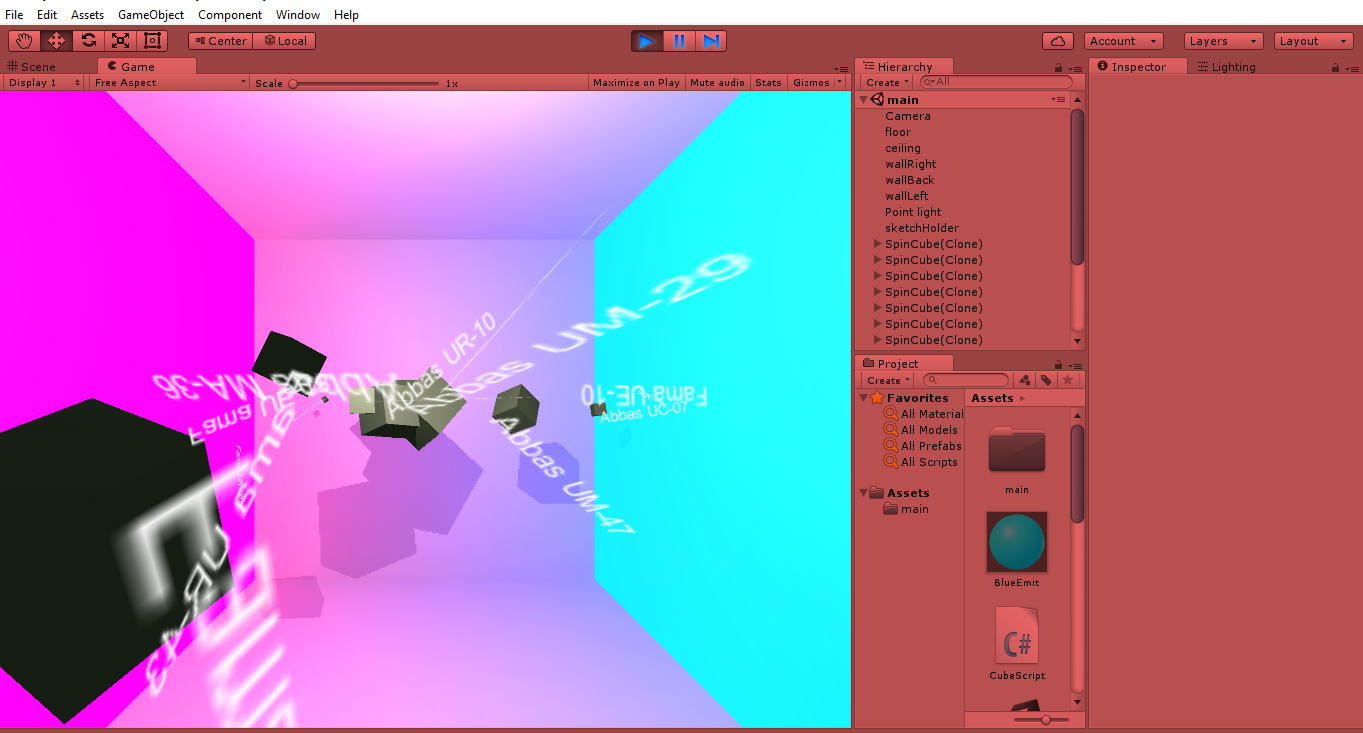 File Edit Assets GameObject Component Window Help
Center Local Account Layers Layout
Scene Game
Display 1 Free Aspect Scale 1x Maximize on Play Mute audio Stats Gizmos
Abbas UM-29
Abbas UR-10
Abbas MA-36
Fama UE-10
Abbas UC-07
Fama
Abbas UM-47
Hierarchy
Create All
main
Camera
floor
ceiling
wallRight
wallBack
wallLeft
Point light
sketchHolder
SpinCube(Clone)
SpinCube(Clone)
SpinCube(Clone)
SpinCube(Clone)
SpinCube(Clone)
SpinCube(Clone)
SpinCube(Clone)
Project
Create
Favorites
All Material
All Models
All Prefabs
All Scripts
Assets
main
Assets
main
BlueEmit
C#
CubeScript
Inspector Lighting